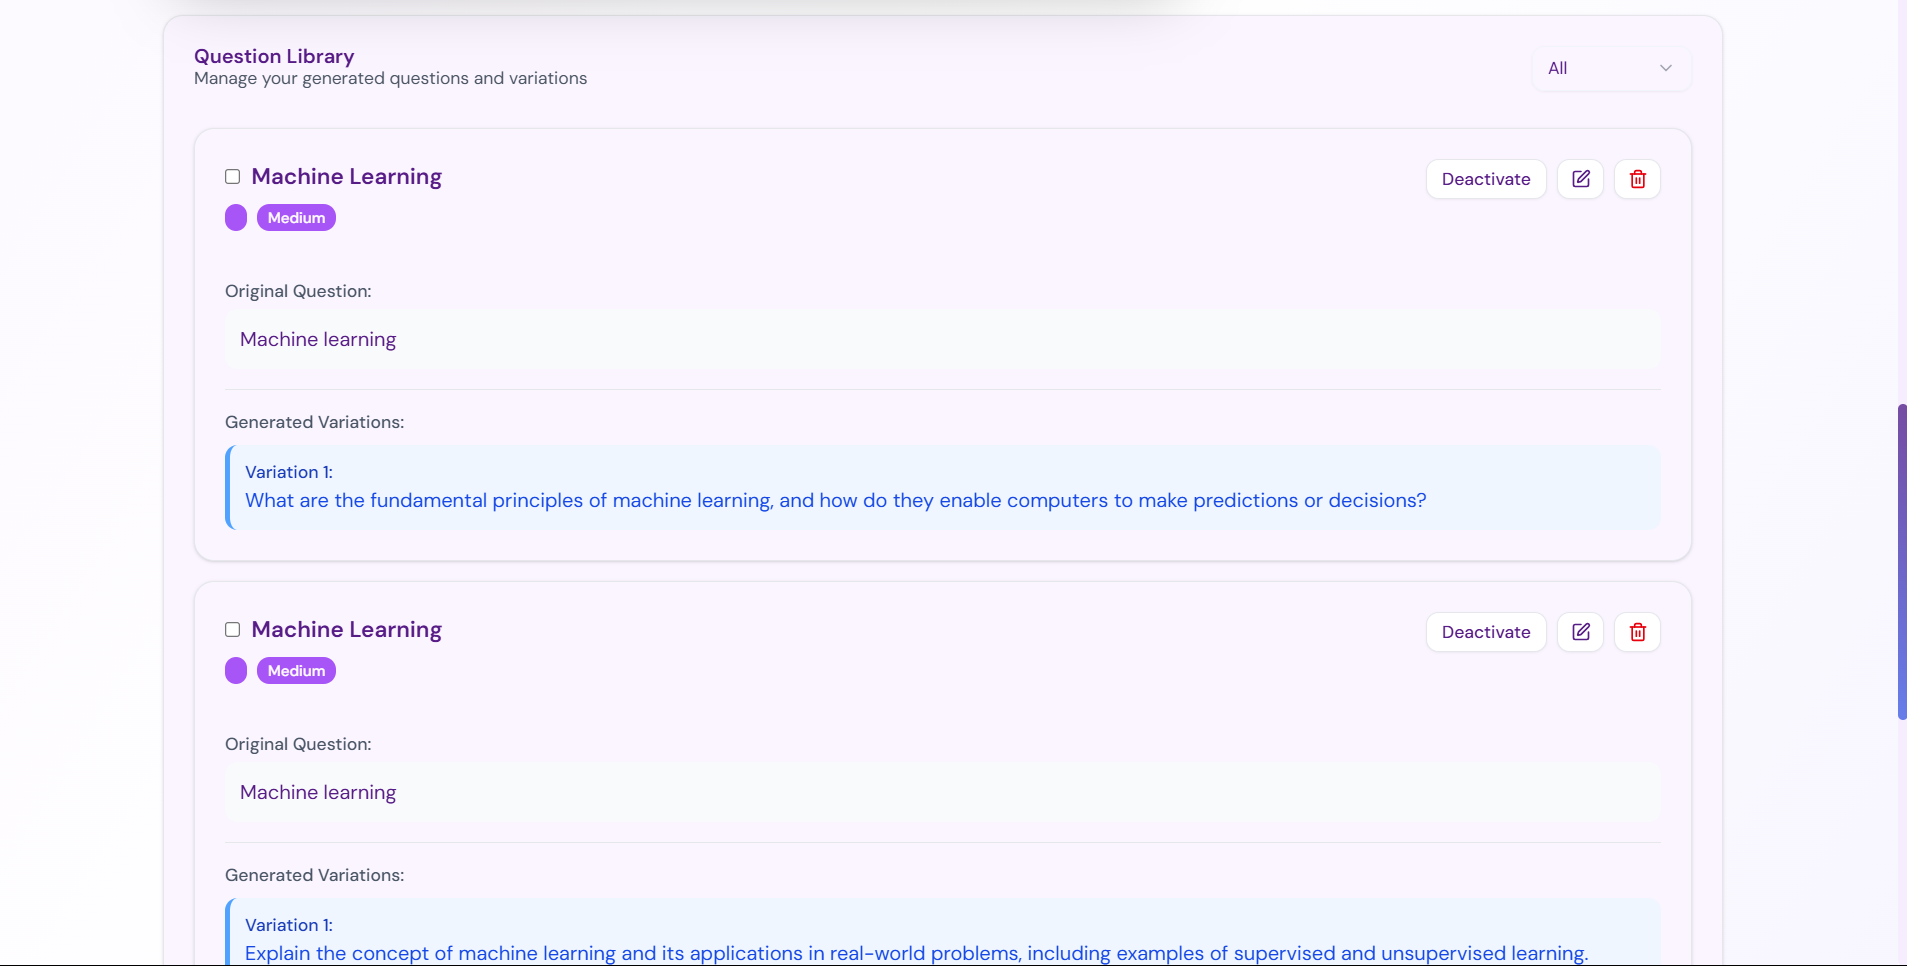 Question Library
Manage your generated questions and variations
All
Machine Learning
Deactivate
Medium
Original Question:
Machine learning
Generated Variations:
Variation 1:
What are the fundamental principles of machine learning, and how do they enable computers to make predictions or decisions?
Machine Learning
Deactivate
Medium
Original Question:
Machine learning
Generated Variations:
Variation 1:
Explain the concept of machine learning and its applications in real-world problems, including examples of supervised and unsupervised learning.